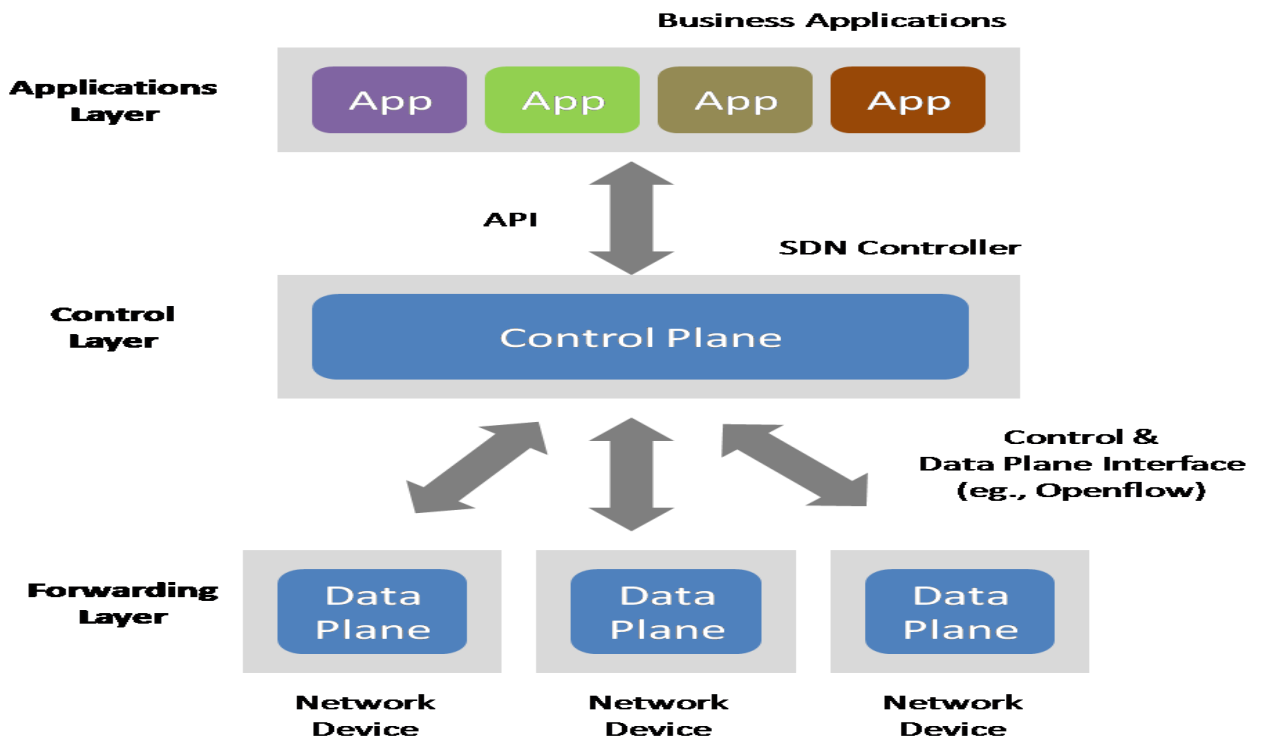 Business Applications
Applications
Layer
App
App
App
App
API
SDN Controller
Control
Layer
Control Plane
Control &
Data Plane Interface
(eg., Openflow)
Forwarding
Layer
Data
Plane
Data
Plane
Data
Plane
Network
Device
Network
Device
Network
Device